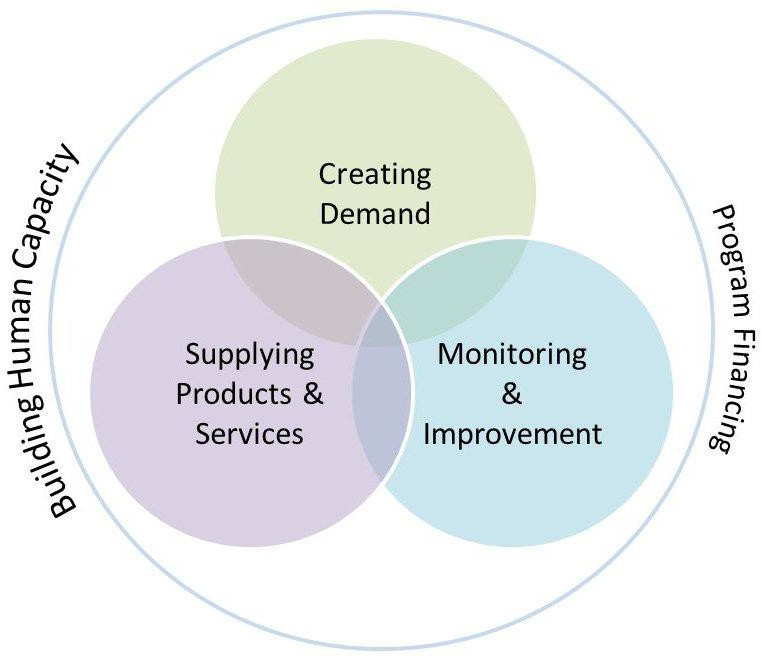 Creating
Demand
Building Human Capacity
Program Financing
Supplying
Products &
Services
Monitoring
&
Improvement